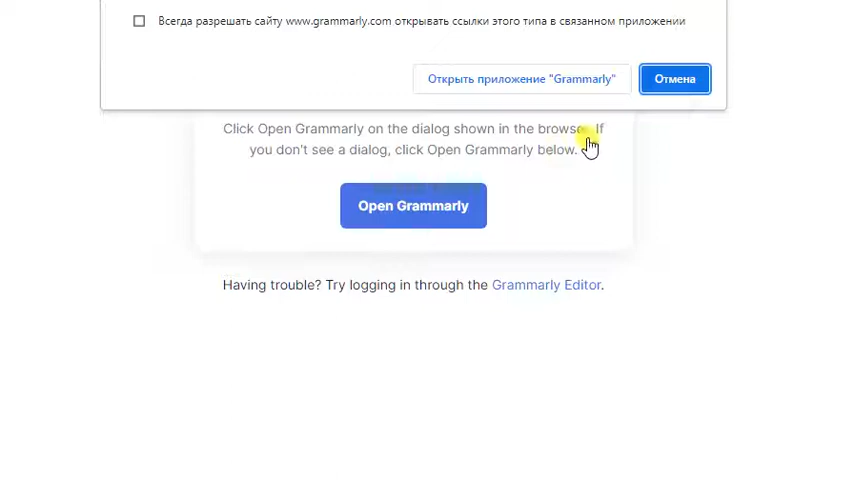 Всегда разрешать сайту www.grammarly.com открывать ссылки этого типа в связанном приложении
Открыть приложение "Grammarly"
Отмена
Click Open Grammarly on the dialog shown in the browser. If
you don't see a dialog, click Open Grammarly below.
Open Grammarly
Having trouble? Try logging in through the Grammarly Editor.